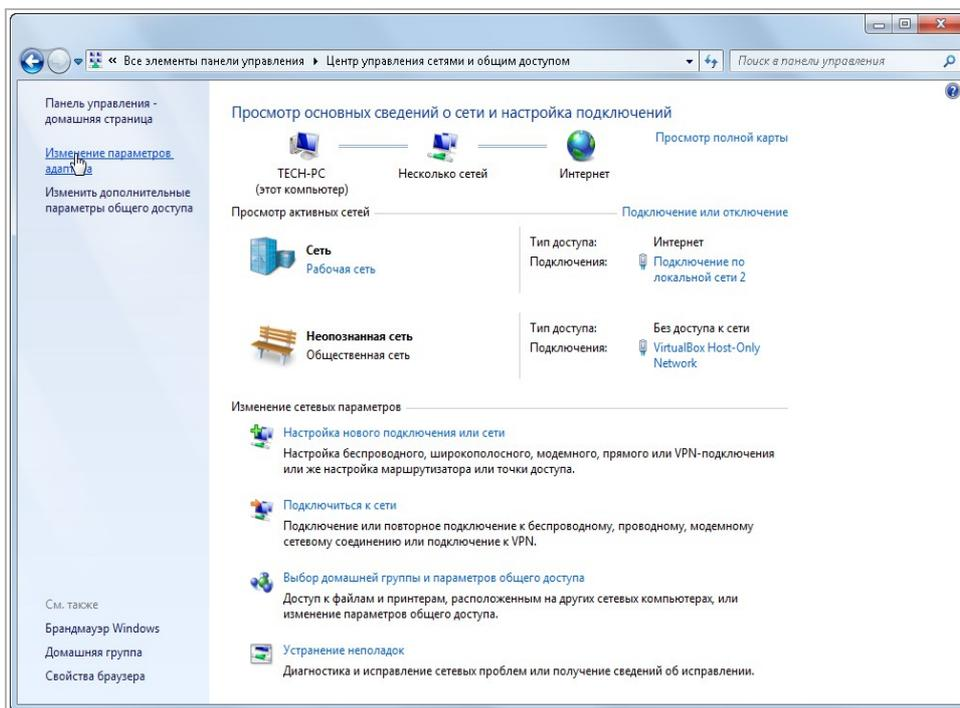 « Все элементы панели управления ▸ Центр управления сетями и общим доступом
Поиск в панели управления
Панель управления -
домашняя страница
Изменение параметров
адаптера
Изменить дополнительные
параметры общего доступа
Просмотр основных сведений о сети и настройка подключений
Просмотр полной карты
TECH-PC
(этот компьютер)
Несколько сетей
Интернет
Просмотр активных сетей
Подключение или отключение
Сеть
Рабочая сеть
Тип доступа: Интернет
Подключения: Подключение по
локальной сети 2
Неопознанная сеть
Общественная сеть
Тип доступа: Без доступа к сети
Подключения: VirtualBox Host-Only
Network
Изменение сетевых параметров
Настройка нового подключения или сети
Настройка беспроводного, широкополосного, модемного, прямого или VPN-подключения
или же настройка маршрутизатора или точки доступа.
Подключиться к сети
Подключение или повторное подключение к беспроводному, проводному, модемному
сетевому соединению или подключение к VPN.
Выбор домашней группы и параметров общего доступа
Доступ к файлам и принтерам, расположенным на других сетевых компьютерах, или
изменение параметров общего доступа.
Устранение неполадок
Диагностика и исправление сетевых проблем или получение сведений об исправлении.
См. также
Брандмауэр Windows
Домашняя группа
Свойства браузера